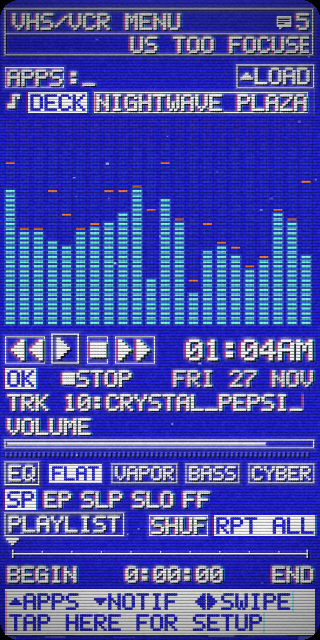 VHS/VCR MENU 5
US TOO FOCUSE
APPS:_ LOAD
DECK NIGHTWAVE PLAZA
01:04AM
OK STOP FRI 27 NOV
TRK 10:CRYSTAL_PEPSI_
VOLUME
EQ FLAT VAPOR BASS CYBER
SP EP SLP SLO FF
PLAYLIST SHUF RPT ALL
BEGIN 0:00:00 END
APPS NOTIF SWIPE
TAP HERE FOR SETUP